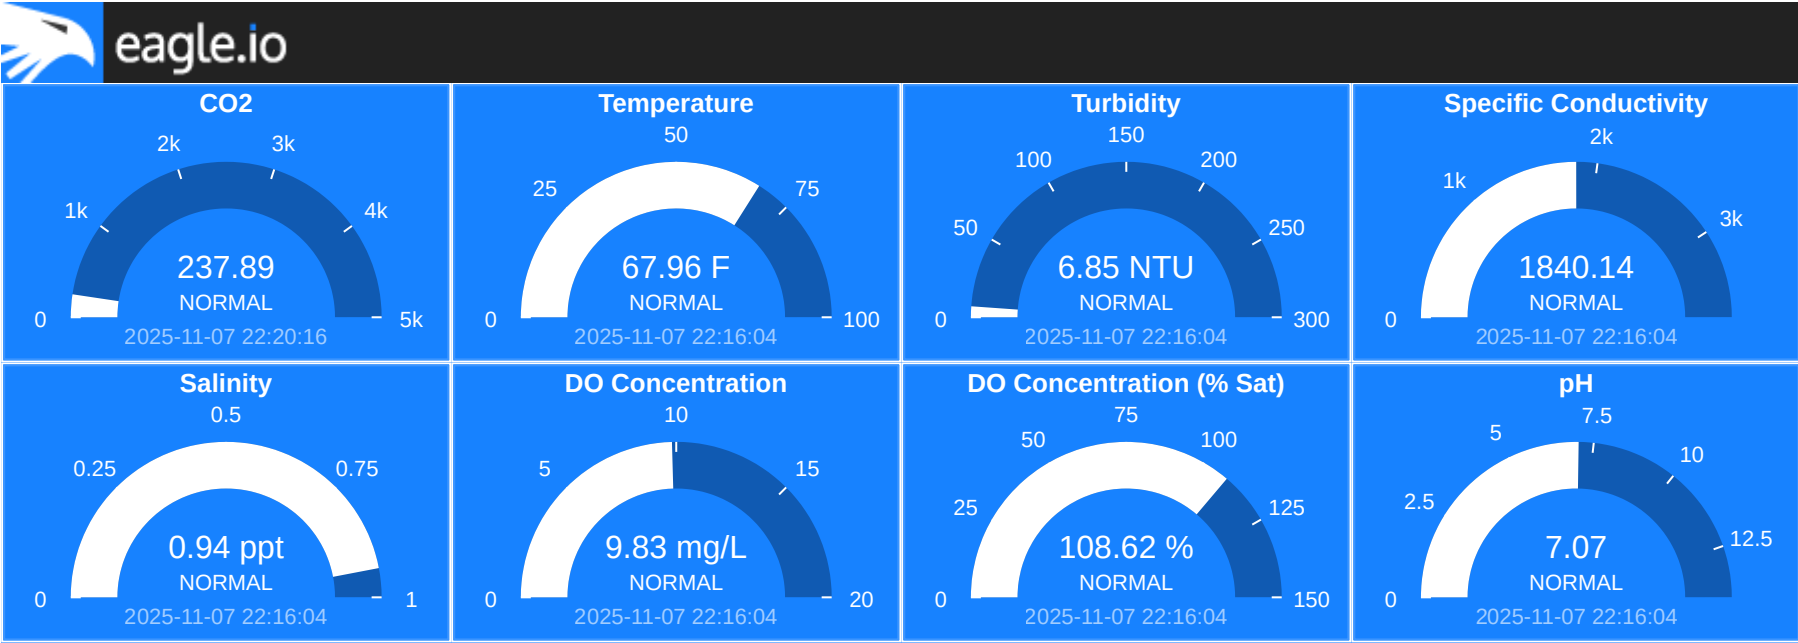 eagle.io
CO2
2k
3k
1k
4k
0
5k
237.89
NORMAL
2025-11-07 22:20:16
Temperature
50
25
75
0
100
67.96 F
NORMAL
2025-11-07 22:16:04
Turbidity
150
100
200
50
250
0
300
6.85 NTU
NORMAL
2025-11-07 22:16:04
Specific Conductivity
2k
1k
3k
0
1840.14
NORMAL
2025-11-07 22:16:04
Salinity
0.5
0.25
0.75
0
1
0.94 ppt
NORMAL
2025-11-07 22:16:04
DO Concentration
10
5
15
0
20
9.83 mg/L
NORMAL
2025-11-07 22:16:04
DO Concentration (% Sat)
75
50
100
25
125
0
150
108.62 %
NORMAL
2025-11-07 22:16:04
pH
7.5
5
10
2.5
12.5
0
7.07
NORMAL
2025-11-07 22:16:04